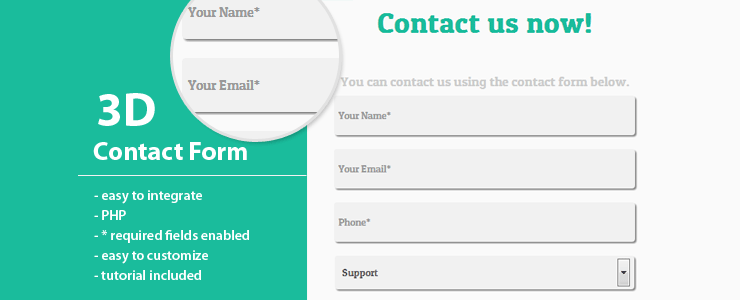 Your Name*
Your Email*
3D
Contact Form
- easy to integrate
- PHP
- * required fields enabled
- easy to customize
- tutorial included
Contact us now!
You can contact us using the contact form below.
Your Name*
Your Email*
Phone*
Support